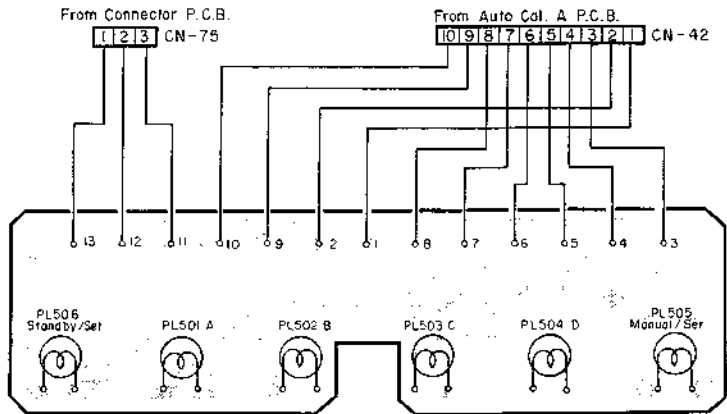 From Connector P.C.B.
1 2 3 CN-75
From Auto Cal. A P.C.B.
10 9 8 7 6 5 4 3 2 1 CN-42
13 12 11 10 9 2 1 8 7 6 5 4 3
PL506
Standby/Set
PL501 A
PL502 B
PL503 C
PL504 D
PL505
Manual/Ser